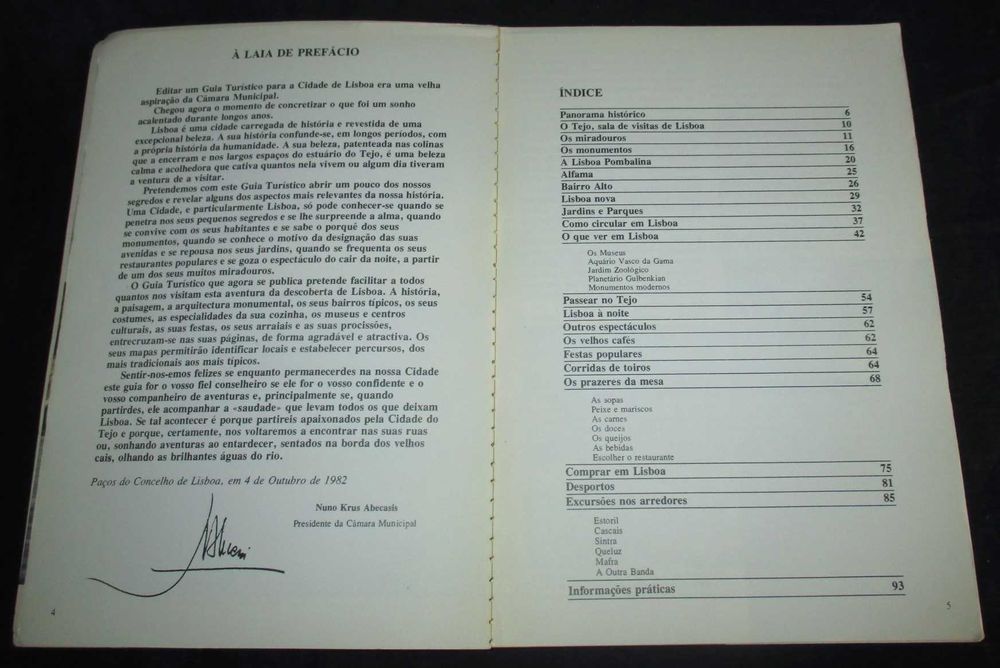 À LAIA DE PREFÁCIO
Editar um Guia Turístico para a Cidade de Lisboa era uma velha
aspiração da Câmara Municipal.
Chegou agora o momento de concretizar o que foi um sonho
acalentado durante longos anos.
Lisboa é uma cidade carregada de história e revestida de uma
excepcional beleza. A sua história confunde-se, em longos períodos, com
a própria história da humanidade. A sua beleza, patenteada nas colinas
que a encerram e nos largos espaços do estuário do Tejo, é uma beleza
calma e acolhedora que cativa quantos nela vivem ou algum dia tiveram
a ventura de a visitar.
Pretendemos com este Guia Turístico abrir um pouco dos nossos
segredos e revelar alguns dos aspectos mais relevantes da nossa história.
Uma Cidade, e particularmente Lisboa, só pode conhecer-se quando se
penetra nos seus pequenos segredos e se lhe surpreende a alma, quando
se convive com os seus habitantes e se sabe o porquê dos seus
monumentos, quando se conhece o motivo da designação das suas
avenidas e se repousa nos seus jardins, quando se frequenta os seus
restaurantes populares e se goza o espectáculo do cair da noite, a partir
de um dos seus muitos miradouros.
O Guia Turístico que agora se publica pretende facilitar a todos
quantos nos visitam esta aventura da descoberta de Lisboa. A história,
a paisagem, a arquitectura monumental, os seus bairros típicos, os seus
costumes, as especialidades da sua cozinha, os museus e centros
culturais, as suas festas, os seus arraiais e as suas procissões,
entrecruzam-se nas suas páginas, de forma agradável e atractiva. Os
seus mapas permitirão identificar locais e estabelecer percursos, dos
mais tradicionais aos mais típicos.
Sentir-nos-emos felizes se enquanto permanecerdes na nossa Cidade
este guia for o vosso fiel conselheiro se ele for o vosso confidente e o
vosso companheiro de aventuras e, principalmente se, quando
partirdes, ele acompanhar a «saudade» que levam todos os que deixam
Lisboa. Se tal acontecer é porque partireis apaixonados pela Cidade do
Tejo e porque, certamente, nos voltaremos a encontrar nas suas ruas
ou, sonhando aventuras ao entardecer, sentados na borda dos velhos
cais, olhando as brilhantes águas do rio.
Paços do Concelho de Lisboa, em 4 de Outubro de 1982
Nuno Krus Abecasis
Presidente da Câmara Municipal
4
ÍNDICE
Panorama histórico 6
O Tejo, sala de visitas de Lisboa 10
Os miradouros 11
Os monumentos 16
A Lisboa Pombalina 20
Alfama 25
Bairro Alto 26
Lisboa nova 29
Jardins e Parques 32
Como circular em Lisboa 37
O que ver em Lisboa 42
Os Museus
Aquário Vasco da Gama
Jardim Zoológico
Planetário Gulbenkian
Monumentos modernos
Passear no Tejo 54
Lisboa à noite 57
Outros espectáculos 62
Os velhos cafés 62
Festas populares 64
Corridas de toiros 64
Os prazeres da mesa 68
As sopas
Peixe e mariscos
As carnes
Os doces
Os queijos
As bebidas
Escolher o restaurante
Comprar em Lisboa 75
Desportos 81
Excursões nos arredores 85
Estoril
Cascais
Sintra
Queluz
Mafra
A Outra Banda
Informações práticas 93
5